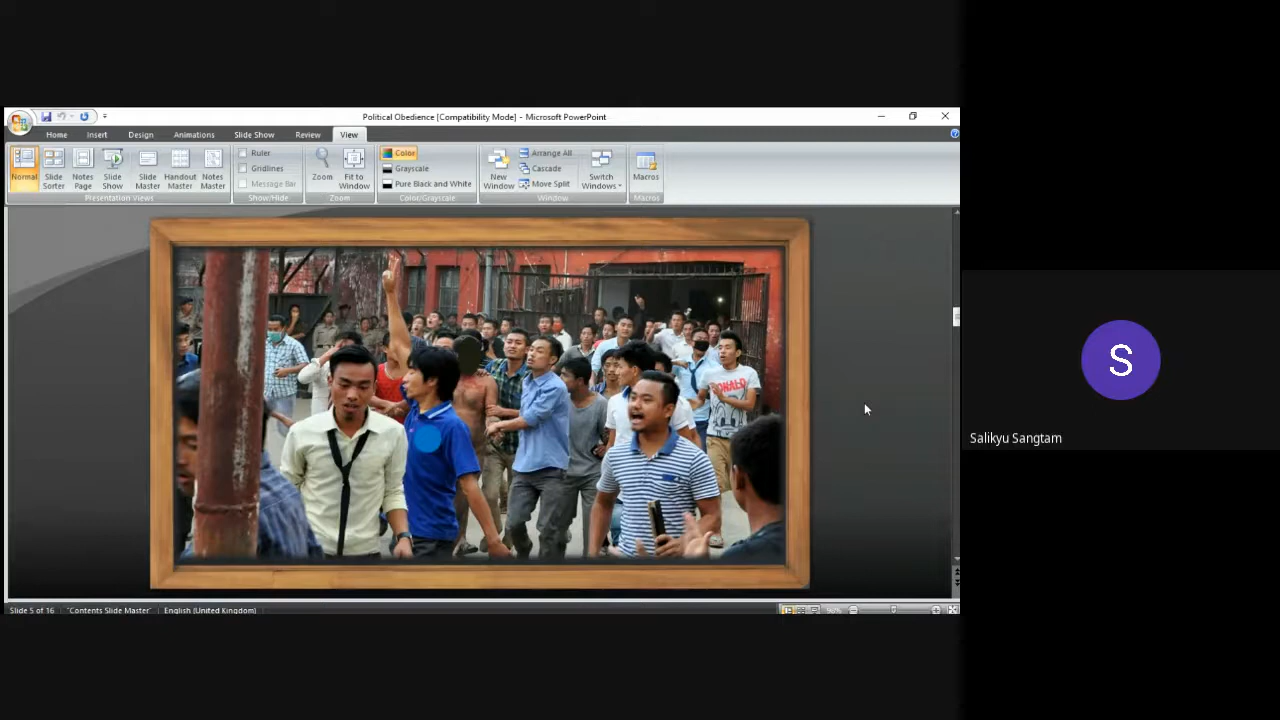 Political Obedience [Compatibility Mode] - Microsoft PowerPoint
Home Insert Design Animations Slide Show Review View
Normal
Slide Sorter
Notes Page
Slide Show
Slide Master
Handout Master
Notes Master
Presentation Views
Ruler
Gridlines
Message Bar
Show/Hide
Zoom
Fit to Window
Zoom
Color
Grayscale
Pure Black and White
Color/Grayscale
New Window
Arrange All
Cascade
Move Split
Switch Windows
Window
Macros
Macros
DONALD
S
Salikyu Sangtam
Slide 5 of 16 "Contents Slide Master" English (United Kingdom)